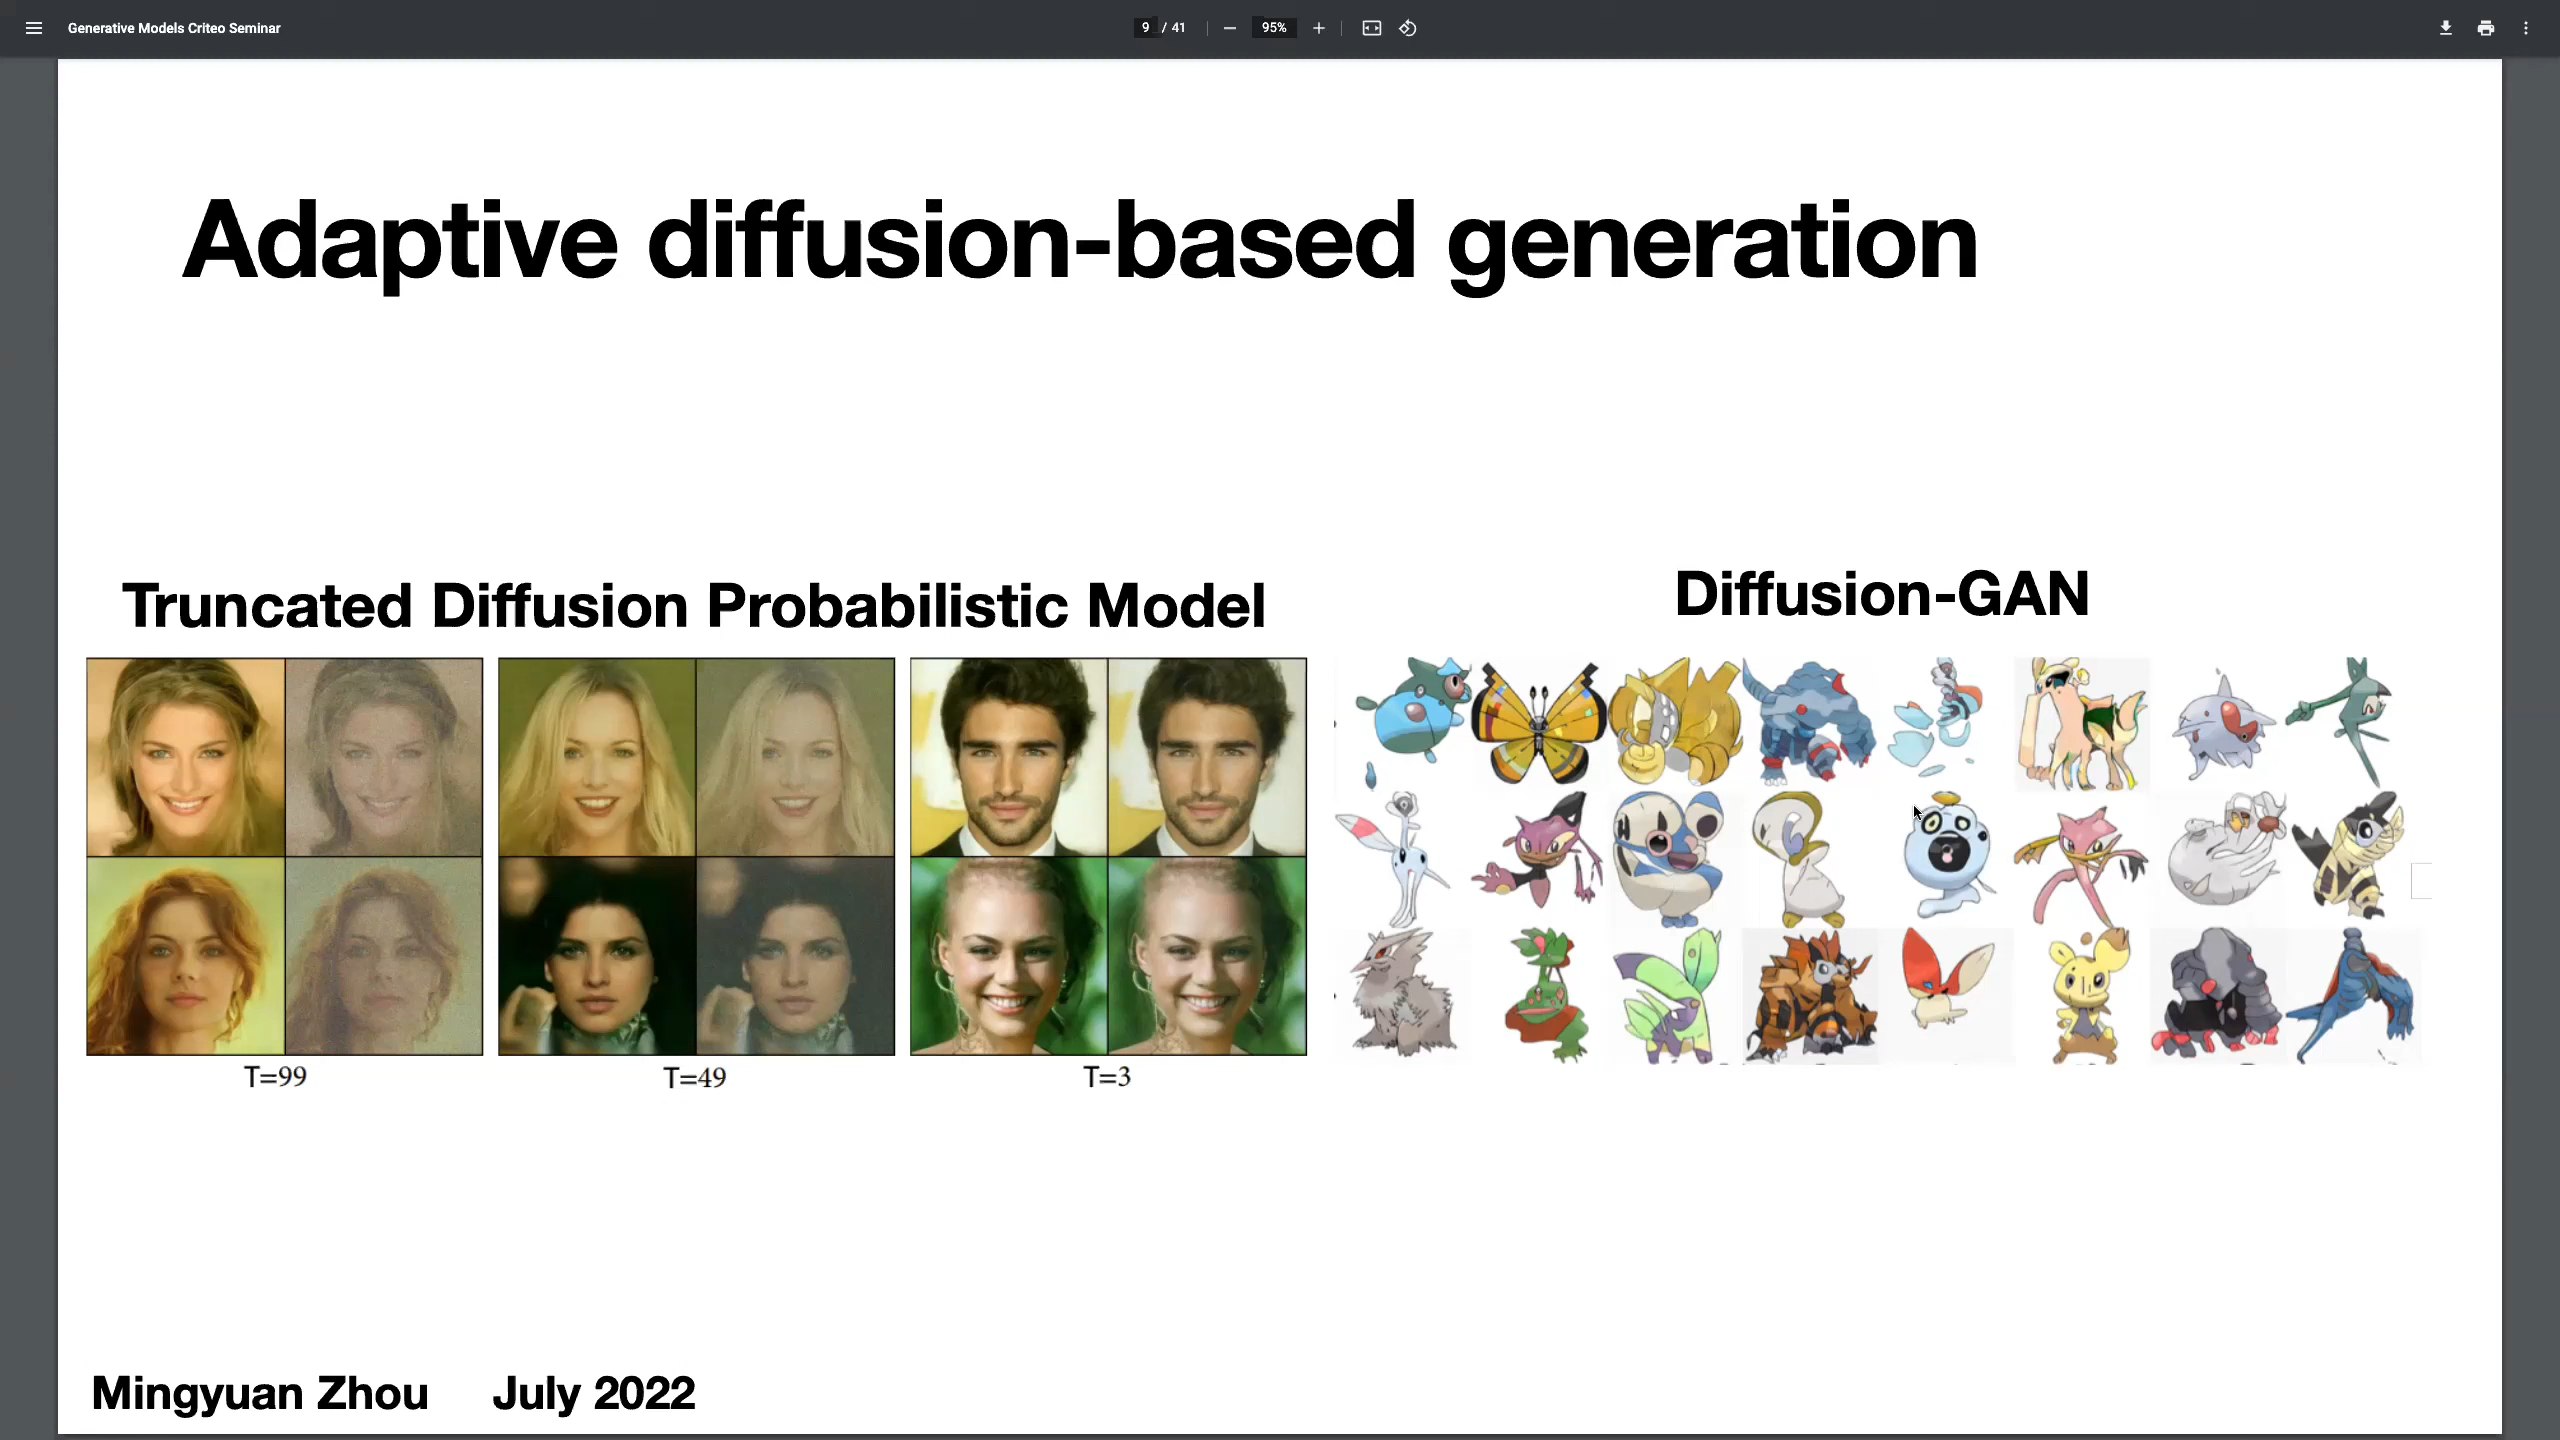 Generative Models Criteo Seminar
9 / 41
95%
Adaptive diffusion-based generation
Truncated Diffusion Probabilistic Model
Diffusion-GAN
T=99
T=49
T=3
Mingyuan Zhou July 2022